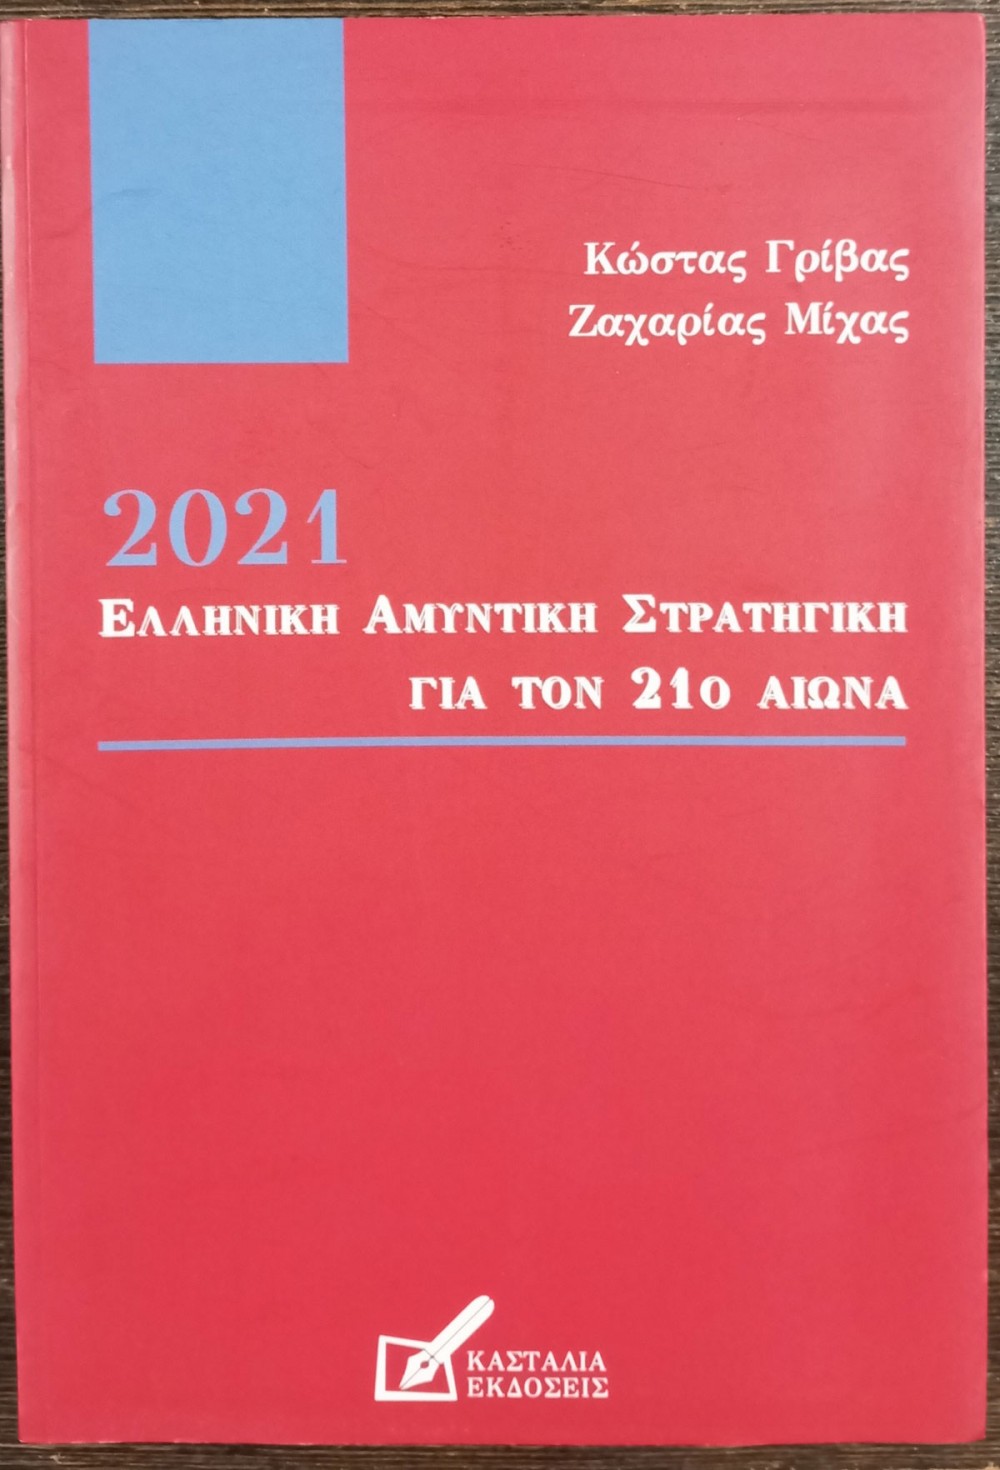 Κώστας Γρίβας
Ζαχαρίας Μίχας
2021
ΕΛΛΗΝΙΚΗ ΑΜΥΝΤΙΚΗ ΣΤΡΑΤΗΓΙΚΗ
ΓΙΑ ΤΟΝ 21Ο ΑΙΩΝΑ
ΚΑΣΤΑΛΙΑ
ΕΚΔΟΣΕΙΣ